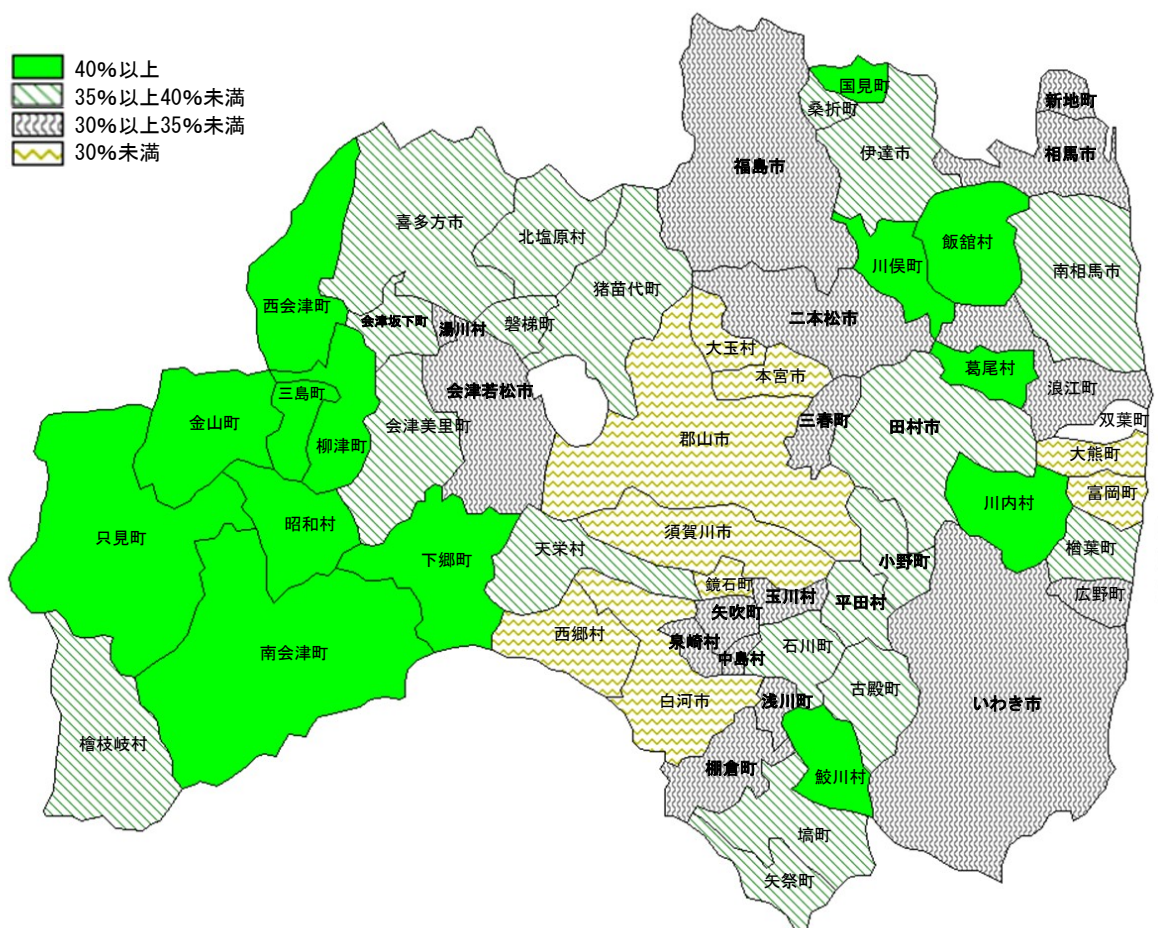 40%以上
35%以上40%未満
30%以上35%未満
30%未満
国見町
桑折町
新地町
伊達市
相馬市
福島市
喜多方市
北塩原村
飯舘村
川俣町
南相馬市
猪苗代町
西会津町
会津坂下町
湯川村
磐梯町
二本松市
大玉村
本宮市
葛尾村
浪江町
三島町
会津若松市
金山町
柳津町
会津美里町
三春町
田村市
双葉町
郡山市
大熊町
富岡町
川内村
只見町
昭和村
須賀川市
天栄村
下郷町
小野町
楢葉町
鏡石町
玉川村
平田村
広野町
矢吹町
西郷村
泉崎村
中島村
石川町
南会津町
古殿町
白河市
浅川町
いわき市
檜枝岐村
棚倉町
鮫川村
塙町
矢祭町